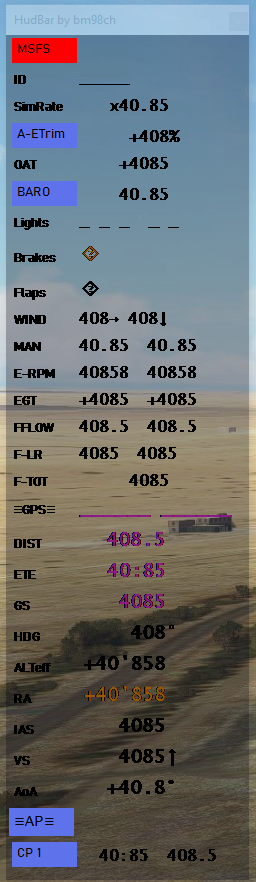 HudBar by bm98ch
MSFS
ID ______
SimRate x40.85
A-ETrim +408%
OAT +4085
BARO 40.85
Lights _ _ _ _ _
Brakes
Flaps
WIND 408→ 408↓
MAN 40.85 40.85
E-RPM 40858 40858
EGT +4085 +4085
FFLOW 408.5 408.5
F-LR 4085 4085
F-TOT 4085
≡GPS≡ ______ ______
DIST 408.5
ETE 40:85
GS 4085
HDG 408°
ALTeff +40'858
RA +40'858
IAS 4085
VS 4085↑
AoA +40.8°
≡AP≡
CP 1 40:85 408.5